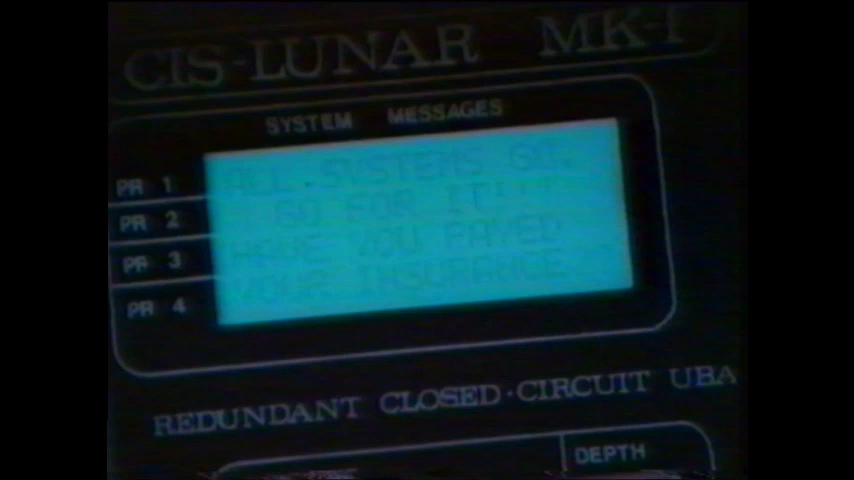 CIS-LUNAR MK-I
SYSTEM MESSAGES
PR 1 ALL SYSTEMS GO.
PR 2 GO FOR IT!!!
PR 3 HAVE YOU PAYED
PR 4 YOUR INSURANCE
REDUNDANT CLOSED·CIRCUIT UBA
DEPTH